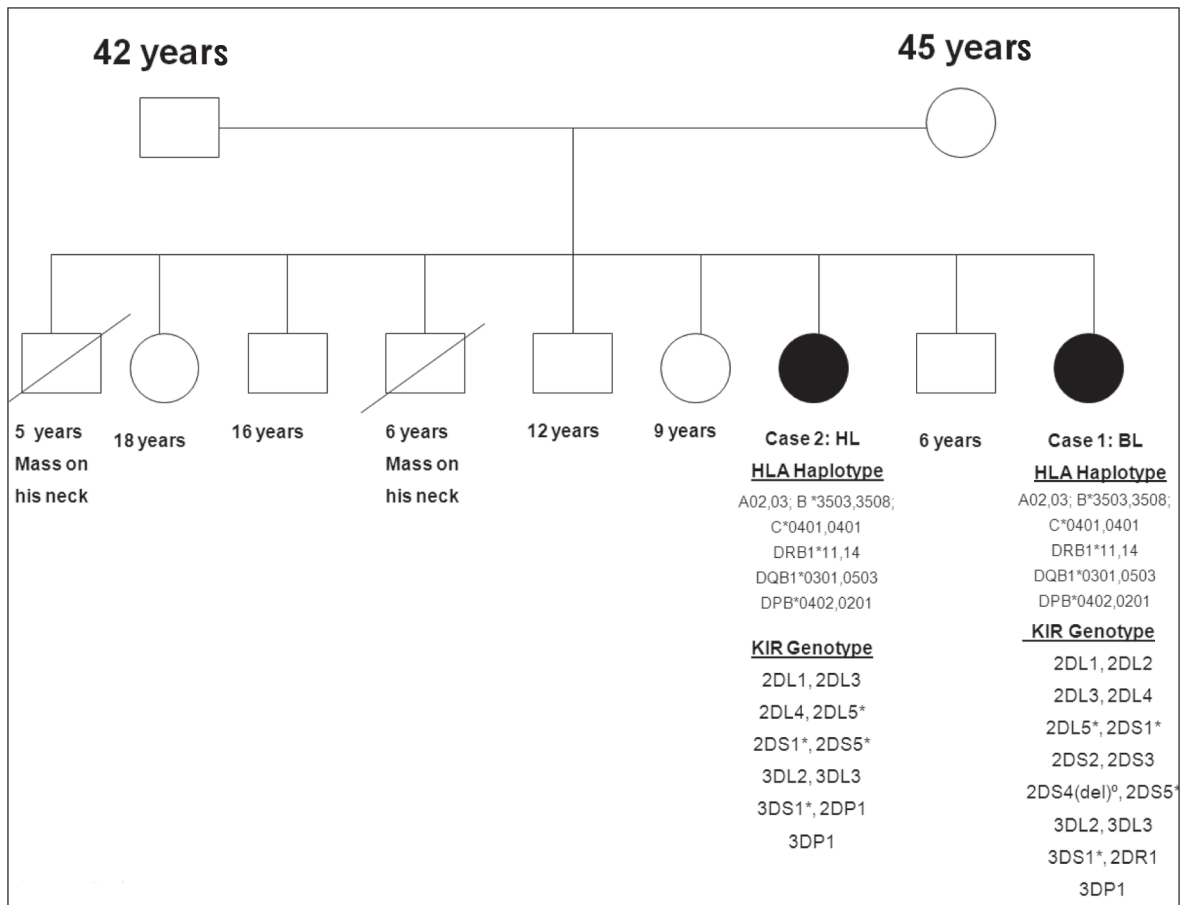 42 years
45 years
5 years
Mass on
his neck
18 years
16 years
6 years
Mass on
his neck
12 years
9 years
Case 2: HL
HLA Haplotype
A02,03; B *3503,3508;
C*0401,0401
DRB1*11,14
DQB1*0301,0503
DPB*0402,0201
KIR Genotype
2DL1, 2DL3
2DL4, 2DL5*
2DS1*, 2DS5*
3DL2, 3DL3
3DS1*, 2DP1
3DP1
6 years
Case 1: BL
HLA Haplotype
A02,03; B*3503,3508;
C*0401,0401
DRB1*11,14
DQB1*0301,0503
DPB*0402,0201
KIR Genotype
2DL1, 2DL2
2DL3, 2DL4
2DL5*, 2DS1*
2DS2, 2DS3
2DS4(del)º, 2DS5*
3DL2, 3DL3
3DS1*, 2DR1
3DP1